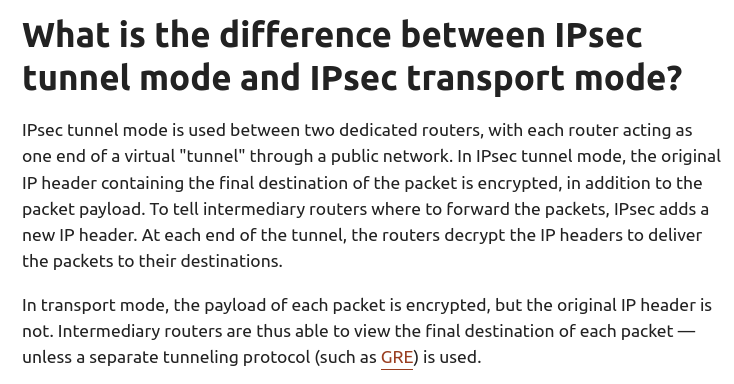 What is the difference between IPsec
tunnel mode and IPsec transport mode?
IPsec tunnel mode is used between two dedicated routers, with each router acting as
one end of a virtual "tunnel" through a public network. In IPsec tunnel mode, the original
IP header containing the final destination of the packet is encrypted, in addition to the
packet payload. To tell intermediary routers where to forward the packets, IPsec adds a
new IP header. At each end of the tunnel, the routers decrypt the IP headers to deliver
the packets to their destinations.
In transport mode, the payload of each packet is encrypted, but the original IP header is
not. Intermediary routers are thus able to view the final destination of each packet —
unless a separate tunneling protocol (such as GRE) is used.